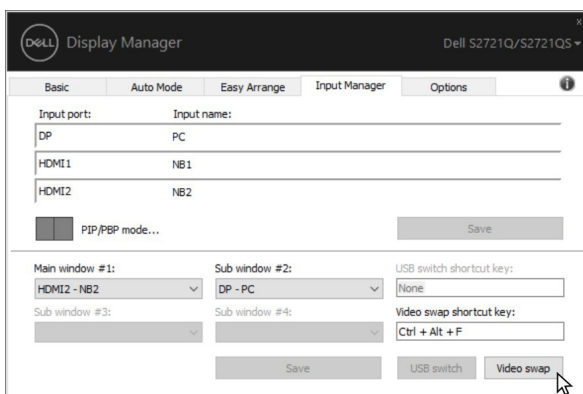 DELL Display Manager
x
Dell S2721Q/S2721QS
Basic Auto Mode Easy Arrange Input Manager Options i
Input port: Input name:
DP PC
HDMI1 NB1
HDMI2 NB2
PIP/PBP mode... Save
Main window #1: Sub window #2: USB switch shortcut key:
HDMI2 - NB2 DP - PC None
Sub window #3: Sub window #4: Video swap shortcut key:
Ctrl + Alt + F
Save USB switch Video swap